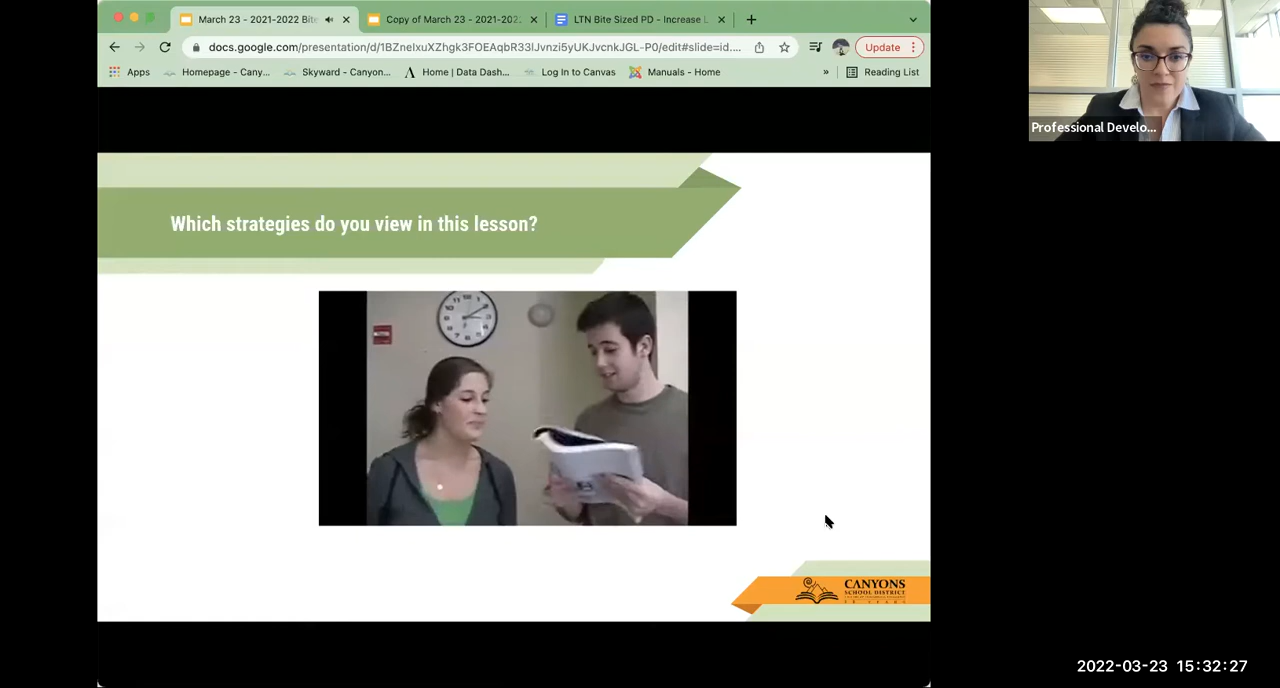 March 23 - 2021-2022 Bite
Copy of March 23 - 2021-202
LTN Bite Sized PD - Increase L
docs.google.com/presentation/d/1BZneIxuXZhgk3FOEAqbR33lJvnzi5yUKJvcnkJGL-P0/edit#slide=id....
Update
Apps
Homepage - Cany...
Skyward - Canyon...
Home | Data Dash...
Log In to Canvas
Manuals - Home
»
Reading List
Professional Develo...
Which strategies do you view in this lesson?
CANYONS
SCHOOL DISTRICT
2022-03-23 15:32:27